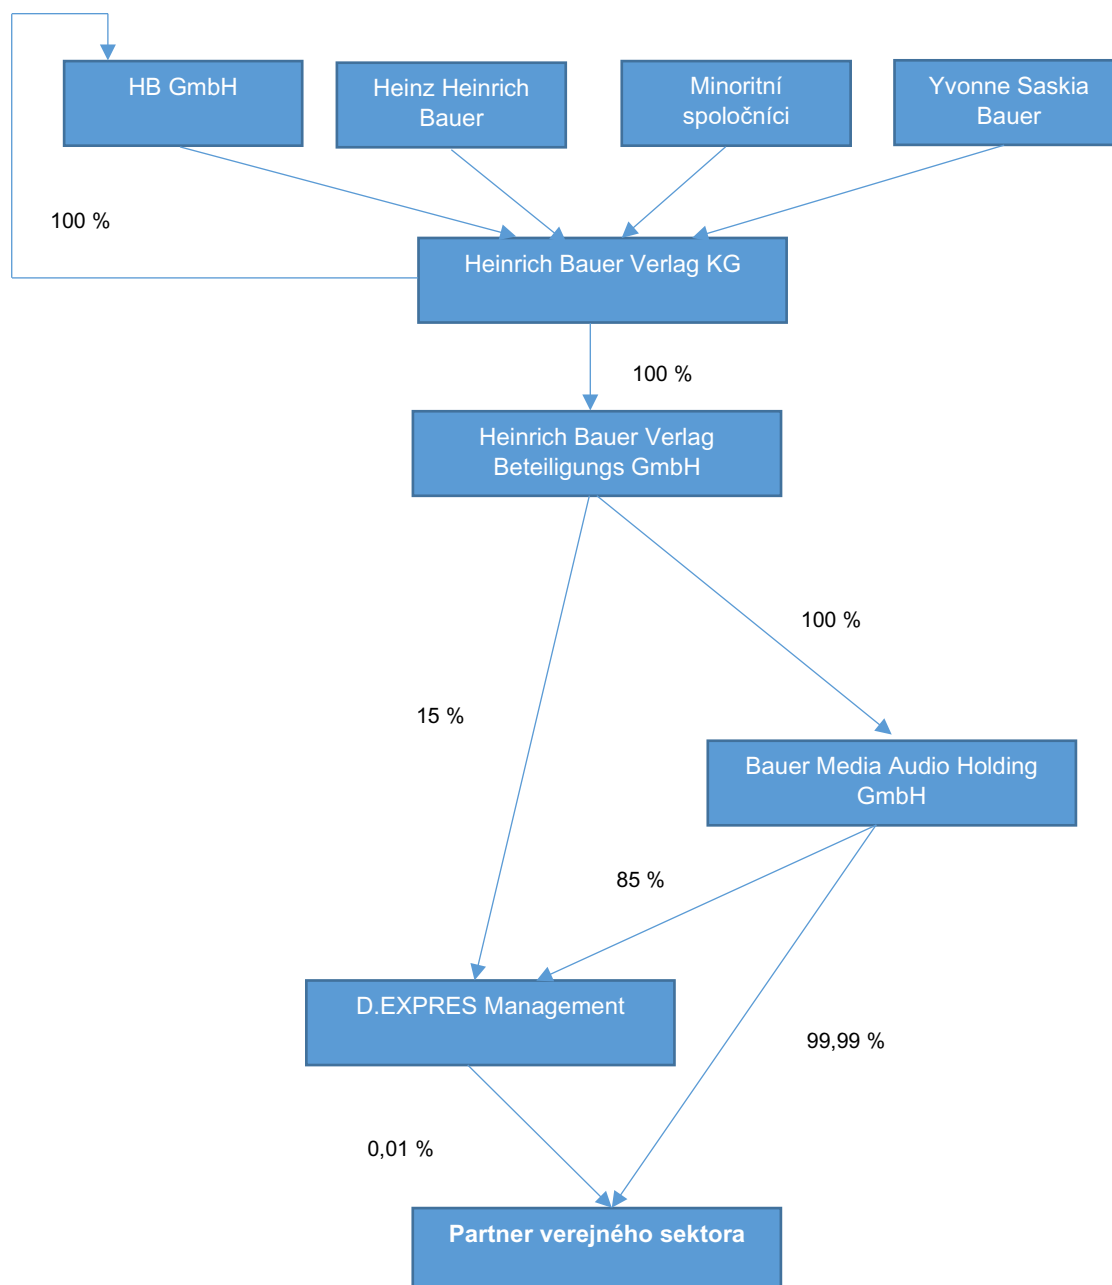 HB GmbH
Heinz Heinrich
Bauer
Minoritní
spoločníci
Yvonne Saskia
Bauer
100 %
Heinrich Bauer Verlag KG
100 %
Heinrich Bauer Verlag
Beteiligungs GmbH
100 %
15 %
Bauer Media Audio Holding
GmbH
85 %
D.EXPRES Management
99,99 %
0,01 %
Partner verejného sektora